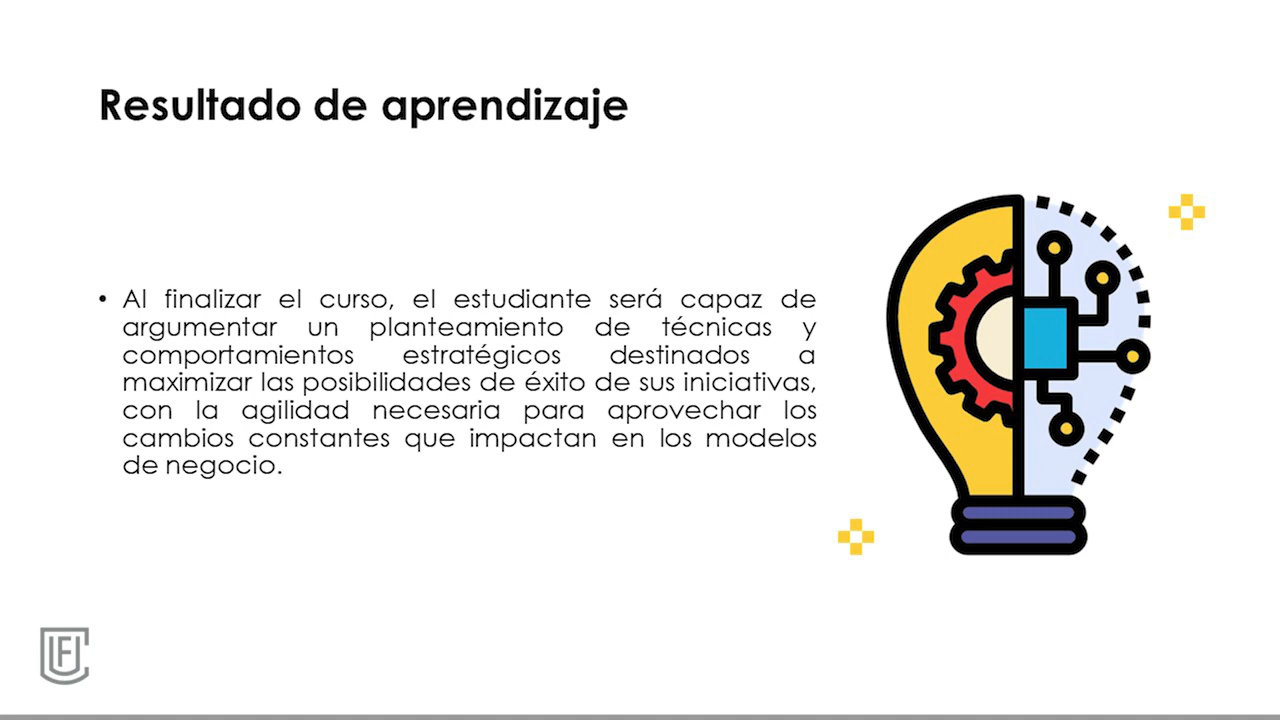 Resultado de aprendizaje
• Al finalizar el curso, el estudiante será capaz de
argumentar un planteamiento de técnicas y
comportamientos estratégicos destinados a
maximizar las posibilidades de éxito de sus iniciativas,
con la agilidad necesaria para aprovechar los
cambios constantes que impactan en los modelos
de negocio.